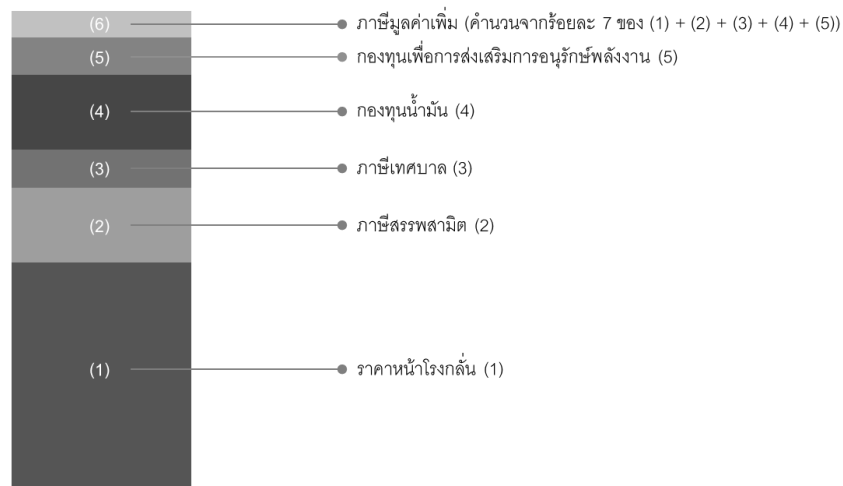 (6) ภาษีมูลค่าเพิ่ม (คำนวนจากร้อยละ 7 ของ (1) + (2) + (3) + (4) + (5))
(5) กองทุนเพื่อการส่งเสริมการอนุรักษ์พลังงาน (5)
(4) กองทุนน้ำมัน (4)
(3) ภาษีเทศบาล (3)
(2) ภาษีสรรพสามิต (2)
(1) ราคาหน้าโรงกลั่น (1)